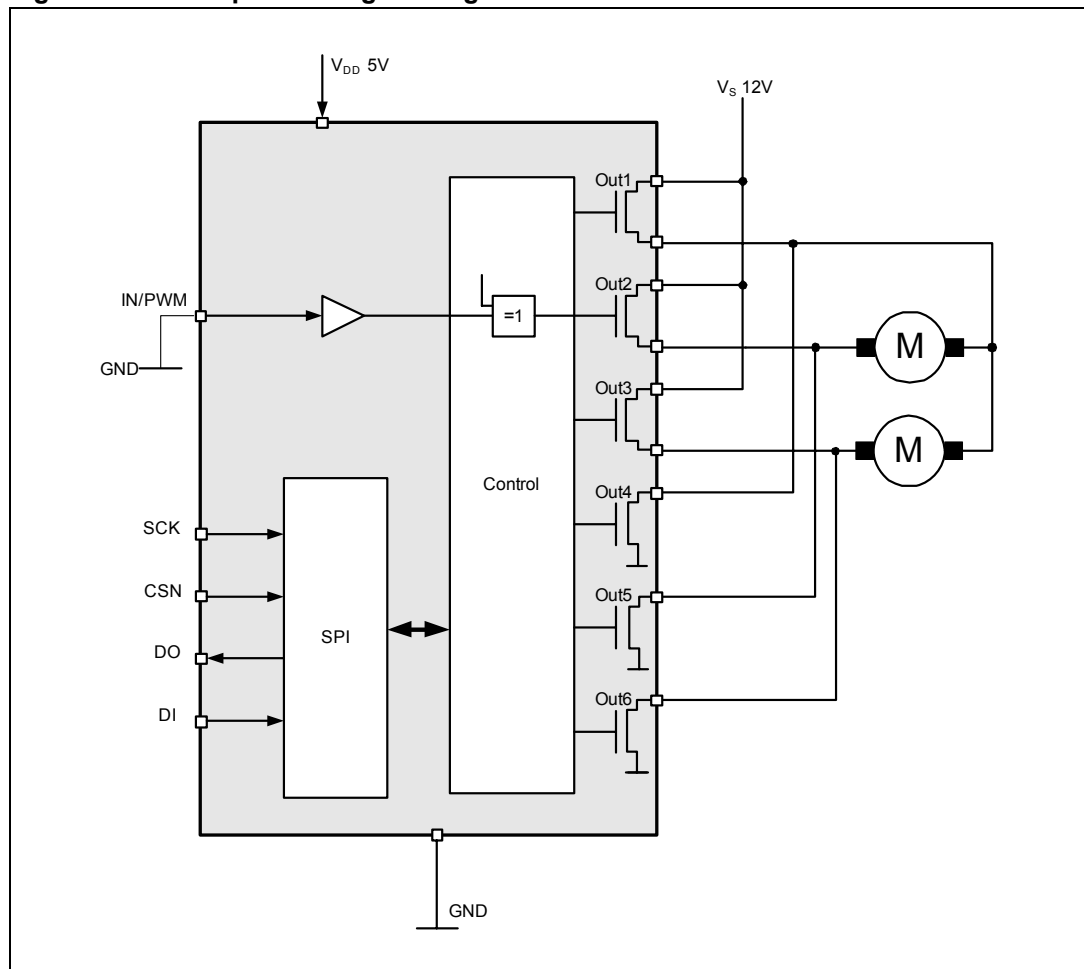 V_DD 5V
V_S 12V
Out1
IN/PWM
Out2
=1
GND
M
Out3
M
Control
Out4
SCK
CSN
Out5
SPI
DO
Out6
DI
GND